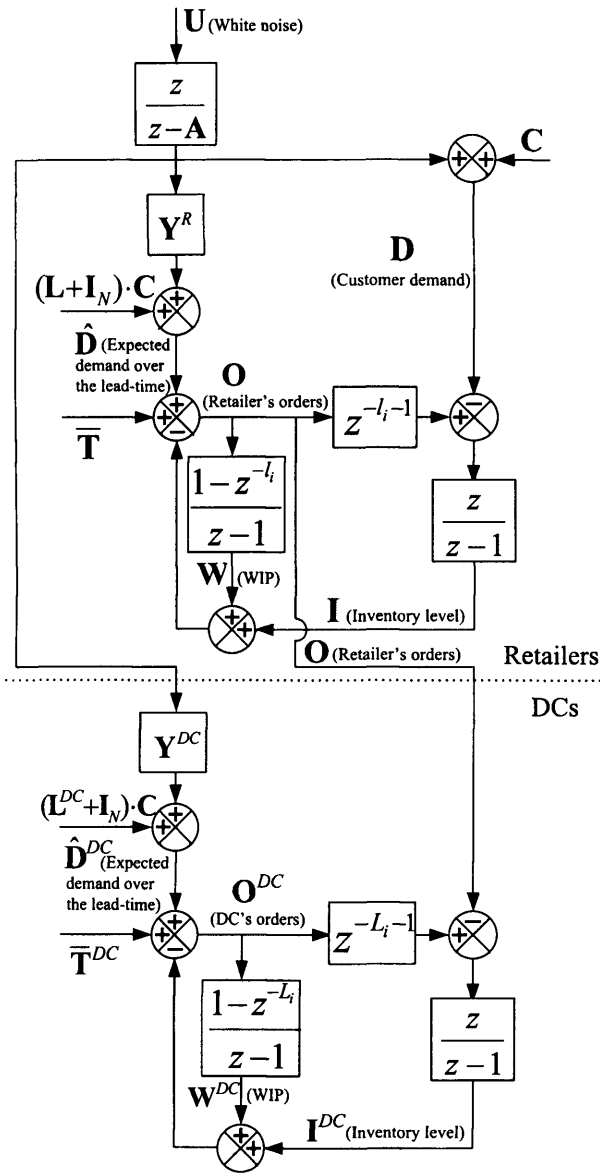 U (White noise)
z
z−A
+ +
C
Y^R
D
(Customer demand)
(L+I_N)·C
+ +
D̂ (Expected
demand over
the lead-time)
O
(Retailer's orders)
z^{-l_i-1}
T̄
+ + −
+ −
1−z^{-l_i}
z−1
z
z−1
W (WIP)
+ +
I (Inventory level)
O (Retailer's orders)
Retailers
DCs
Y^{DC}
(L^{DC}+I_N)·C
+ +
D̂^{DC} (Expected
demand over
the lead-time)
O^{DC}
(DC's orders)
z^{-L_i-1}
T̄^{DC}
+ + −
+ −
1−z^{-L_i}
z−1
z
z−1
W^{DC} (WIP)
+ +
I^{DC} (Inventory level)